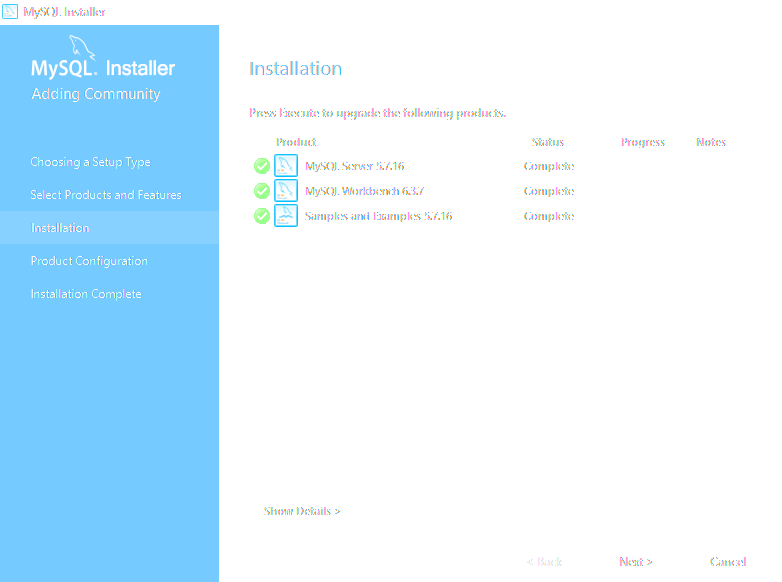 MySQL Installer
MySQL. Installer
Adding Community
Choosing a Setup Type
Select Products and Features
Installation
Product Configuration
Installation Complete
Installation
Press Execute to upgrade the following products.
Product Status Progress Notes
MySQL Server 5.7.16 Complete
MySQL Workbench 6.3.7 Complete
Samples and Examples 5.7.16 Complete
Show Details >
< Back Next > Cancel